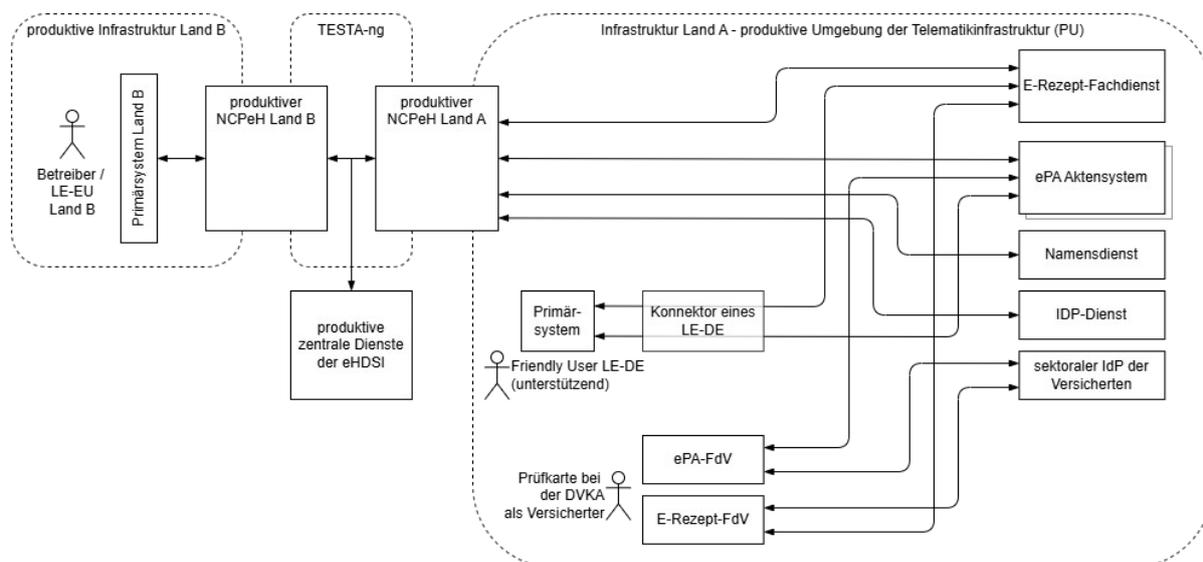 produktive Infrastruktur Land B
TESTA-ng
Infrastruktur Land A - produktive Umgebung der Telematikinfrastruktur (PU)
Betreiber /
LE-EU
Land B
Primärsystem Land B
produktiver
NCPeH Land B
produktiver
NCPeH Land A
produktive
zentrale Dienste
der eHDSI
E-Rezept-Fachdienst
ePA Aktensystem
Namensdienst
IDP-Dienst
sektoraler IdP der
Versicherten
Primär-
system
Konnektor eines
LE-DE
Friendly User LE-DE
(unterstützend)
ePA-FdV
Prüfkarte bei
der DVKA
als Versicherter
E-Rezept-FdV